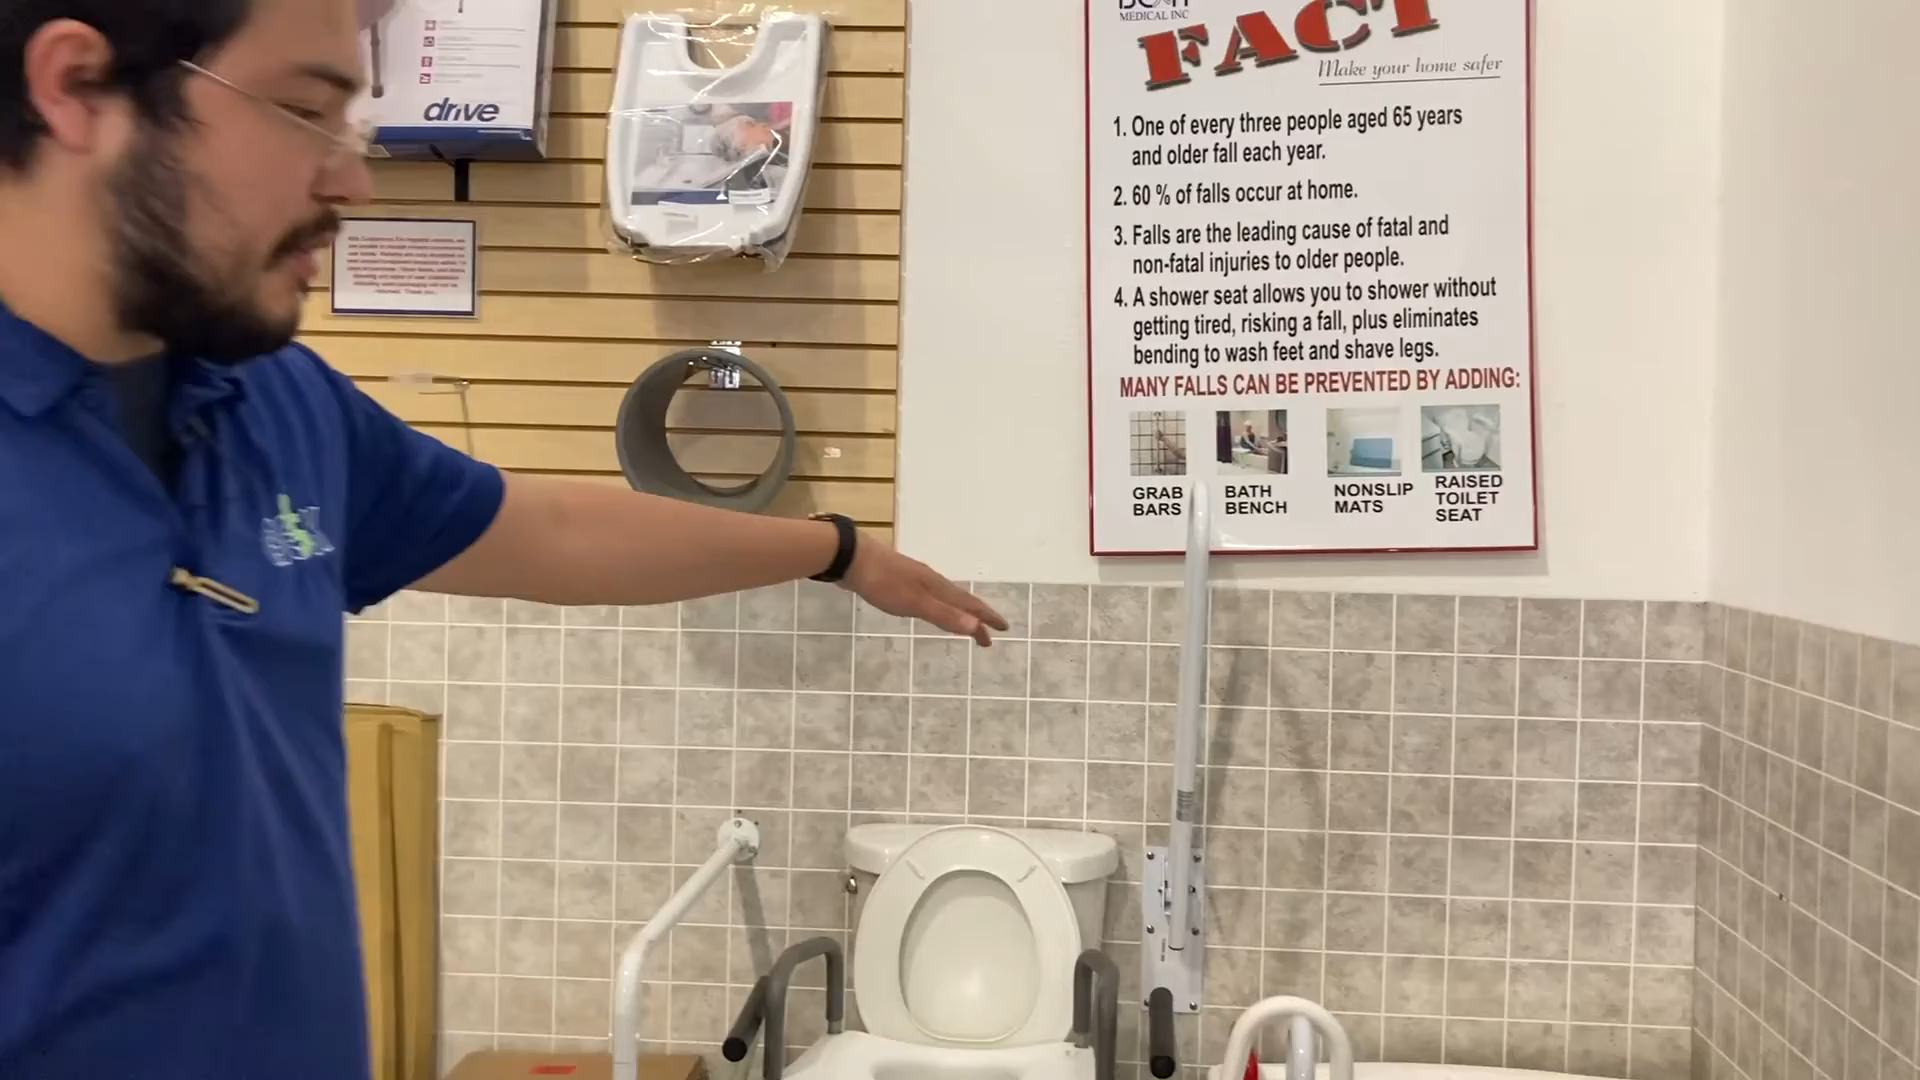 MEDICAL INC
FACT
Make your home safer
drive
1. One of every three people aged 65 years
and older fall each year.
2. 60 % of falls occur at home.
3. Falls are the leading cause of fatal and
non-fatal injuries to older people.
4. A shower seat allows you to shower without
getting tired, risking a fall, plus eliminates
bending to wash feet and shave legs.
MANY FALLS CAN BE PREVENTED BY ADDING:
GRAB
BARS
BATH
BENCH
NONSLIP
MATS
RAISED
TOILET
SEAT